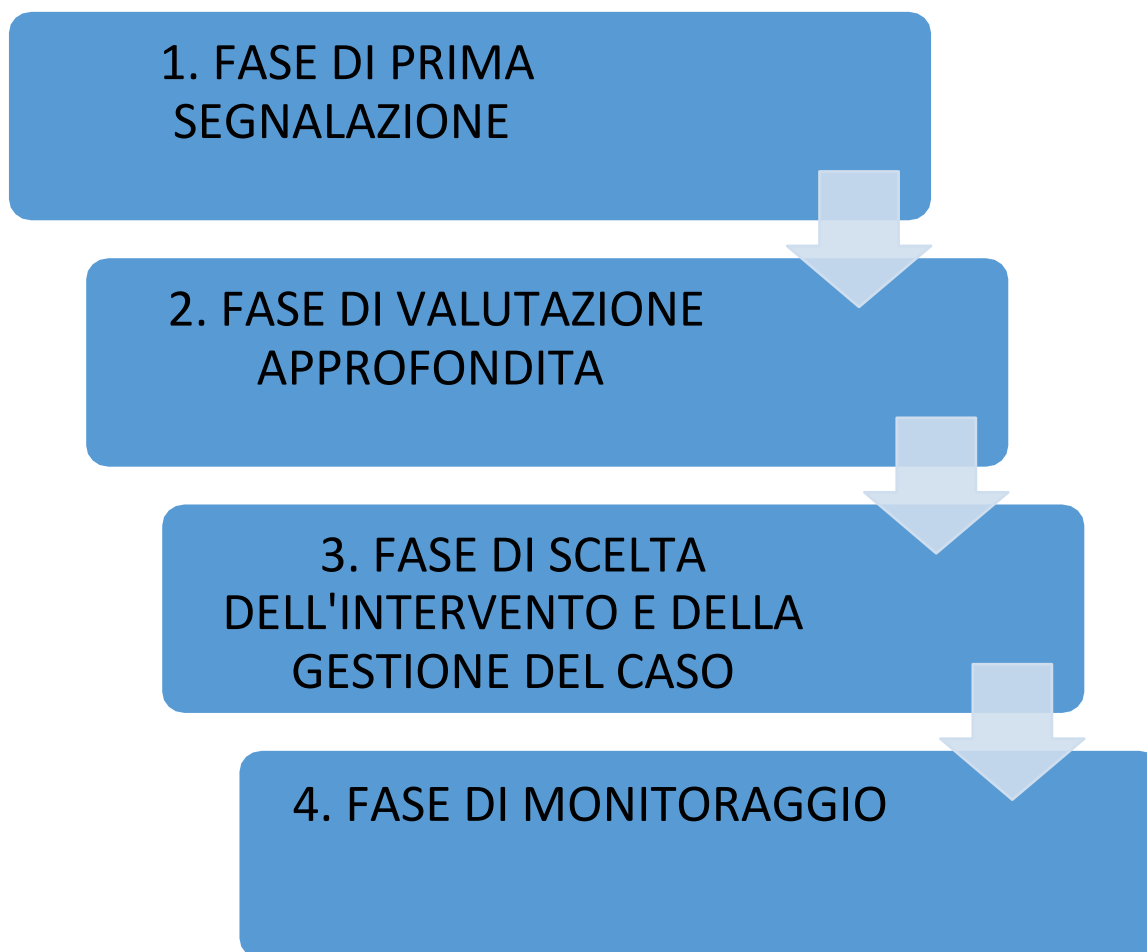 1. FASE DI PRIMA
SEGNALAZIONE
2. FASE DI VALUTAZIONE
APPROFONDITA
3. FASE DI SCELTA
DELL'INTERVENTO E DELLA
GESTIONE DEL CASO
4. FASE DI MONITORAGGIO